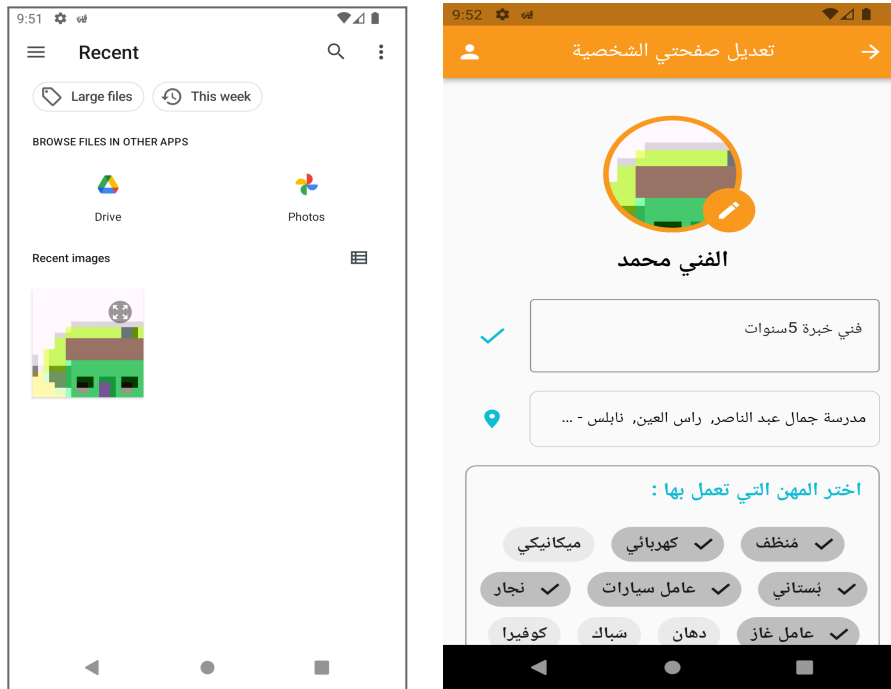 9:51
Recent
Large files
This week
BROWSE FILES IN OTHER APPS
Drive
Photos
Recent images
9:52
تعديل صفحتي الشخصية
الفني محمد
فني خبرة 5سنوات
مدرسة جمال عبد الناصر, راس العين, نابلس - ...
اختر المهن التي تعمل بها :
مُنظف
كهربائي
ميكانيكي
بُستاني
عامل سيارات
نجار
عامل غاز
دهان
سَباك
كوفيرا